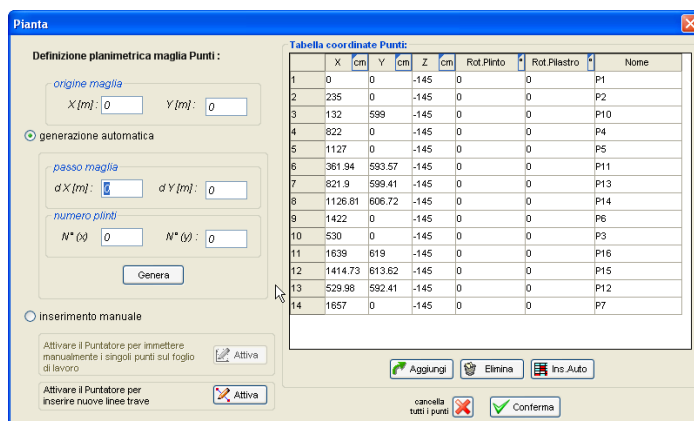 Pianta
Definizione planimetrica maglia Punti :
origine maglia
X [m] : 0 Y [m] : 0
generazione automatica
passo maglia
d X [m] : 0 d Y [m] : 0
numero plinti
N° (x) 0 N° (y) : 0
Genera
inserimento manuale
Attivare il Puntatore per immettere
manualmente i singoli punti sul foglio
di lavoro
Attiva
Attivare il Puntatore per
inserire nuove linee trave
Attiva
Tabella coordinate Punti:
X cm Y cm Z cm Rot.Plinto ° Rot.Pilastro ° Nome
1 0 0 -145 0 0 P1
2 235 0 -145 0 0 P2
3 132 599 -145 0 0 P10
4 822 0 -145 0 0 P4
5 1127 0 -145 0 0 P5
6 361.94 593.57 -145 0 0 P11
7 821.9 599.41 -145 0 0 P13
8 1126.81 606.72 -145 0 0 P14
9 1422 0 -145 0 0 P6
10 530 0 -145 0 0 P3
11 1639 619 -145 0 0 P16
12 1414.73 613.62 -145 0 0 P15
13 529.98 592.41 -145 0 0 P12
14 1657 0 -145 0 0 P7
Aggiungi Elimina Ins.Auto
cancella
tutti i punti
Conferma